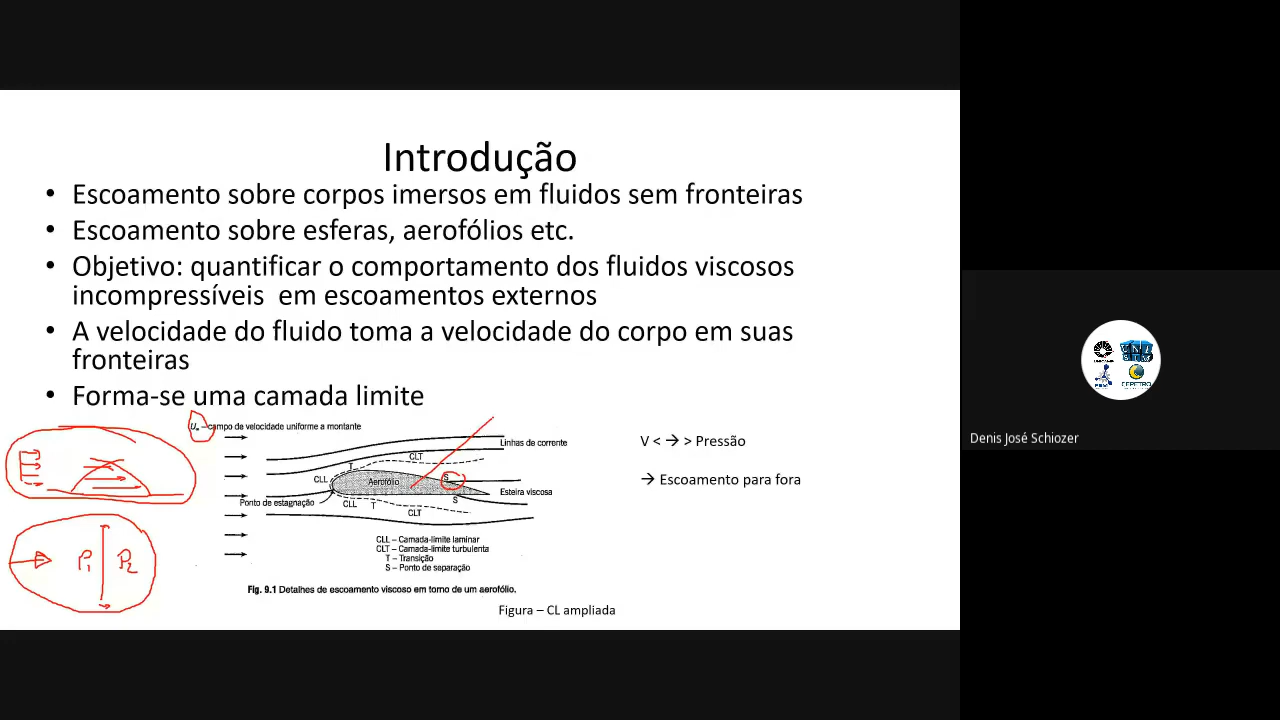 Introdução
• Escoamento sobre corpos imersos em fluidos sem fronteiras
• Escoamento sobre esferas, aerofólios etc.
• Objetivo: quantificar o comportamento dos fluidos viscosos
incompressíveis em escoamentos externos
• A velocidade do fluido toma a velocidade do corpo em suas
fronteiras
• Forma-se uma camada limite
U∞ – campo de velocidade uniforme a montante
Linhas de corrente
CLT
T
CLL
Aerofólio
S
Esteira viscosa
Ponto de estagnação
CLL
T
S
CLT
CLL – Camada-limite laminar
CLT – Camada-limite turbulenta
T – Transição
S – Ponto de separação
Fig. 9.1 Detalhes de escoamento viscoso em torno de um aerofólio.
Figura – CL ampliada
V < → > Pressão
→ Escoamento para fora
P1 P2
Denis José Schiozer